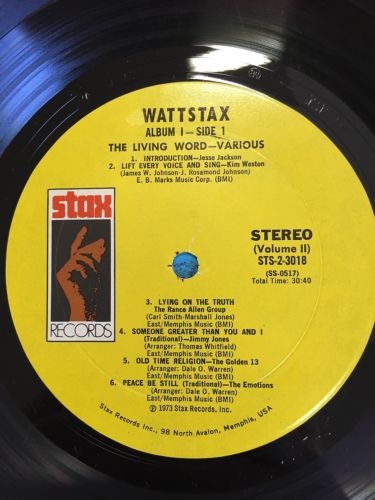 WATTSTAX
ALBUM I—SIDE 1
THE LIVING WORD—VARIOUS
1. INTRODUCTION—Jesse Jackson
2. LIFT EVERY VOICE AND SING—Kim Weston
(James W. Johnson-J. Rosamond Johnson)
E. B. Marks Music Corp. (BMI)
stax
RECORDS
STEREO
(Volume II)
STS-2-3018
(SS-0517)
Total Time: 30:40
3. LYING ON THE TRUTH
The Rance Allen Group
(Carl Smith-Marshall Jones)
East/Memphis Music (BMI)
4. SOMEONE GREATER THAN YOU AND I
(Traditional)—Jimmy Jones
(Arranger: Thomas Whitfield)
East/Memphis Music (BMI)
5. OLD TIME RELIGION—The Golden 13
(Arranger: Dale O. Warren)
East/Memphis Music (BMI)
6. PEACE BE STILL (Traditional)—The Emotions
(Arranger: Dale O. Warren)
East/Memphis Music (BMI)
℗ 1973 Stax Records, Inc.
Stax Records Inc., 98 North Avalon, Memphis, USA